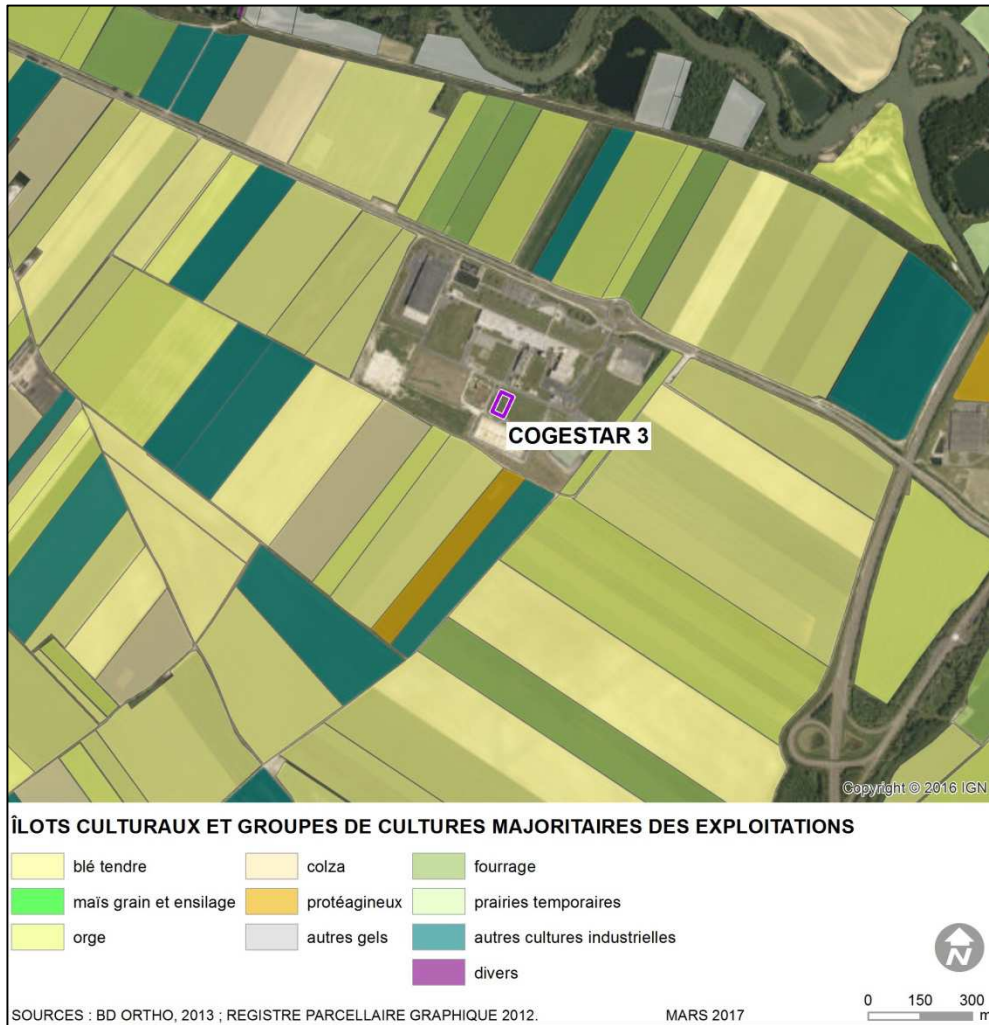 COGESTAR 3
Copyright © 2016 IGN
ÎLOTS CULTURAUX ET GROUPES DE CULTURES MAJORITAIRES DES EXPLOITATIONS
blé tendre
maïs grain et ensilage
orge
colza
protéagineux
autres gels
fourrage
prairies temporaires
autres cultures industrielles
divers
N
0 150 300
m
SOURCES : BD ORTHO, 2013 ; REGISTRE PARCELLAIRE GRAPHIQUE 2012. MARS 2017